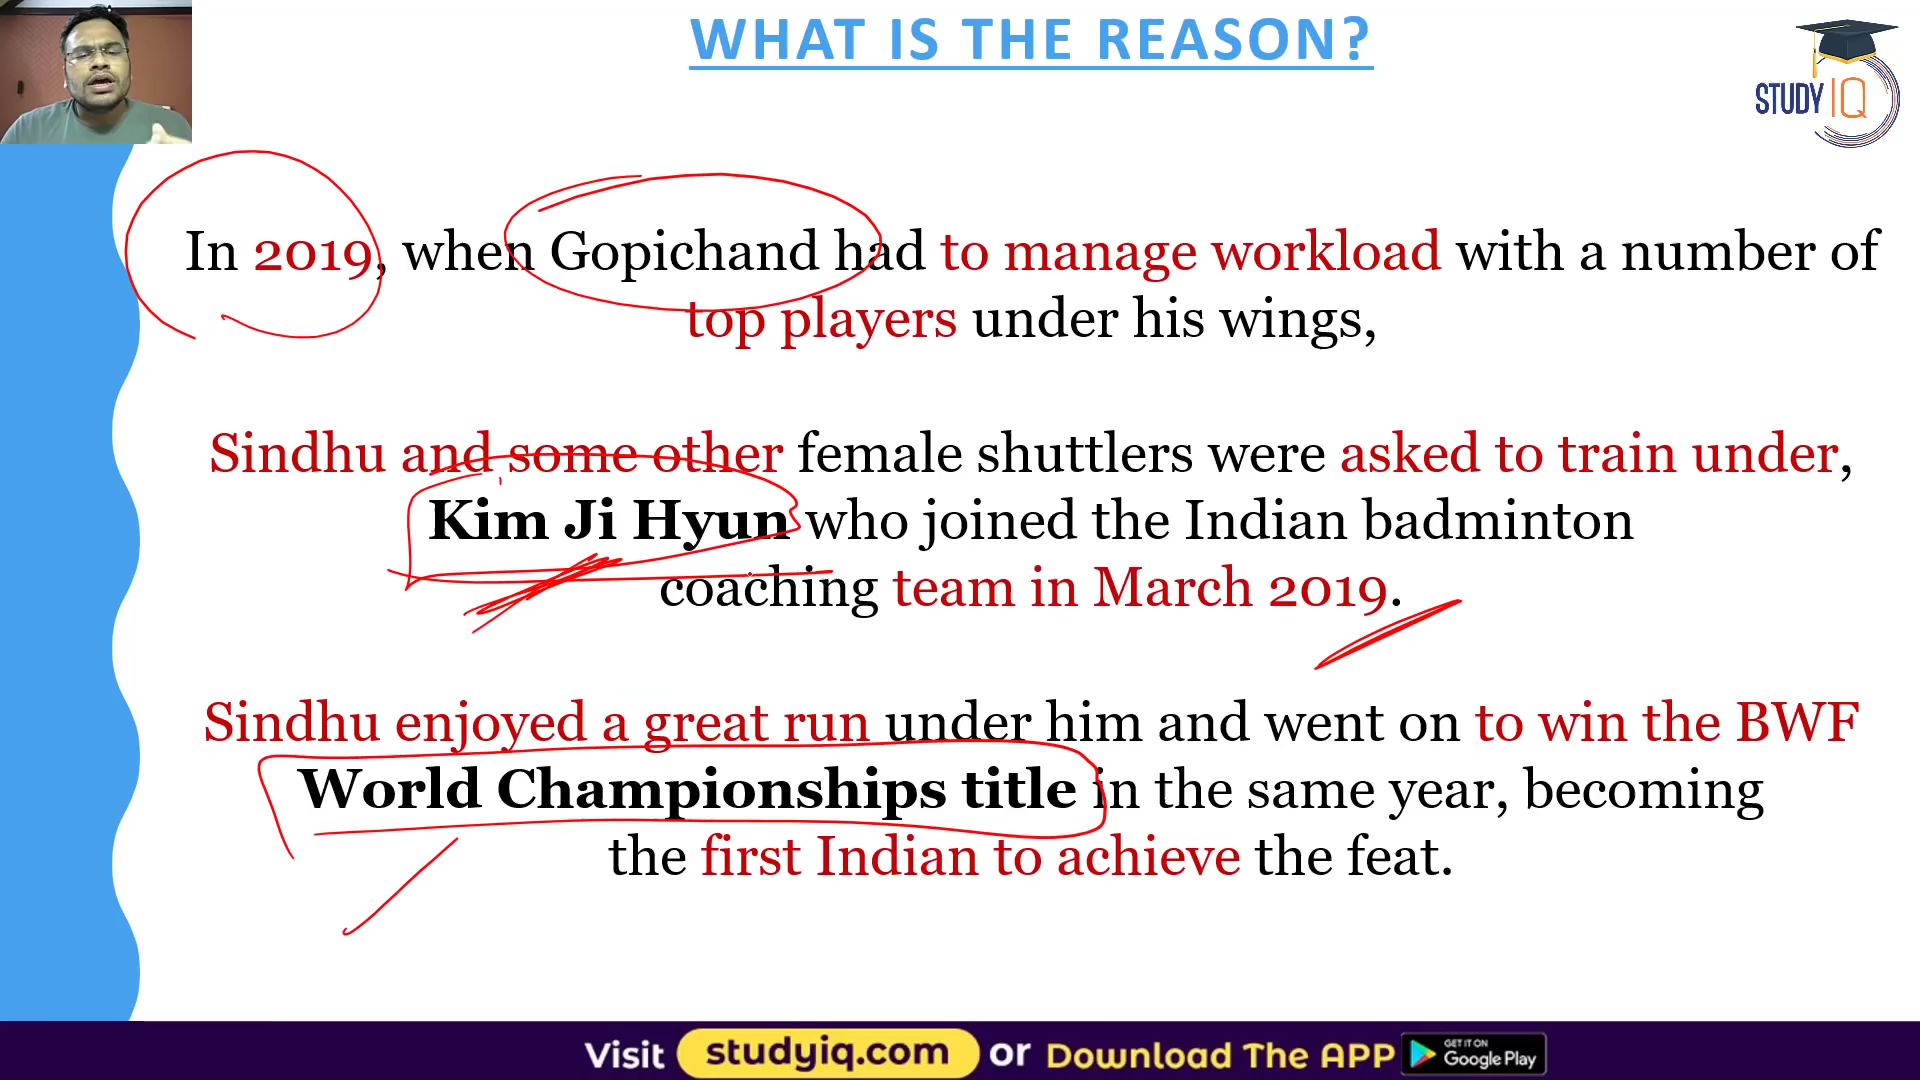 WHAT IS THE REASON?
STUDY IQ
In 2019, when Gopichand had to manage workload with a number of
top players under his wings,
Sindhu and some other female shuttlers were asked to train under,
Kim Ji Hyun who joined the Indian badminton
coaching team in March 2019.
Sindhu enjoyed a great run under him and went on to win the BWF
World Championships title in the same year, becoming
the first Indian to achieve the feat.
Visit studyiq.com or Download The APP GET IT ON Google Play